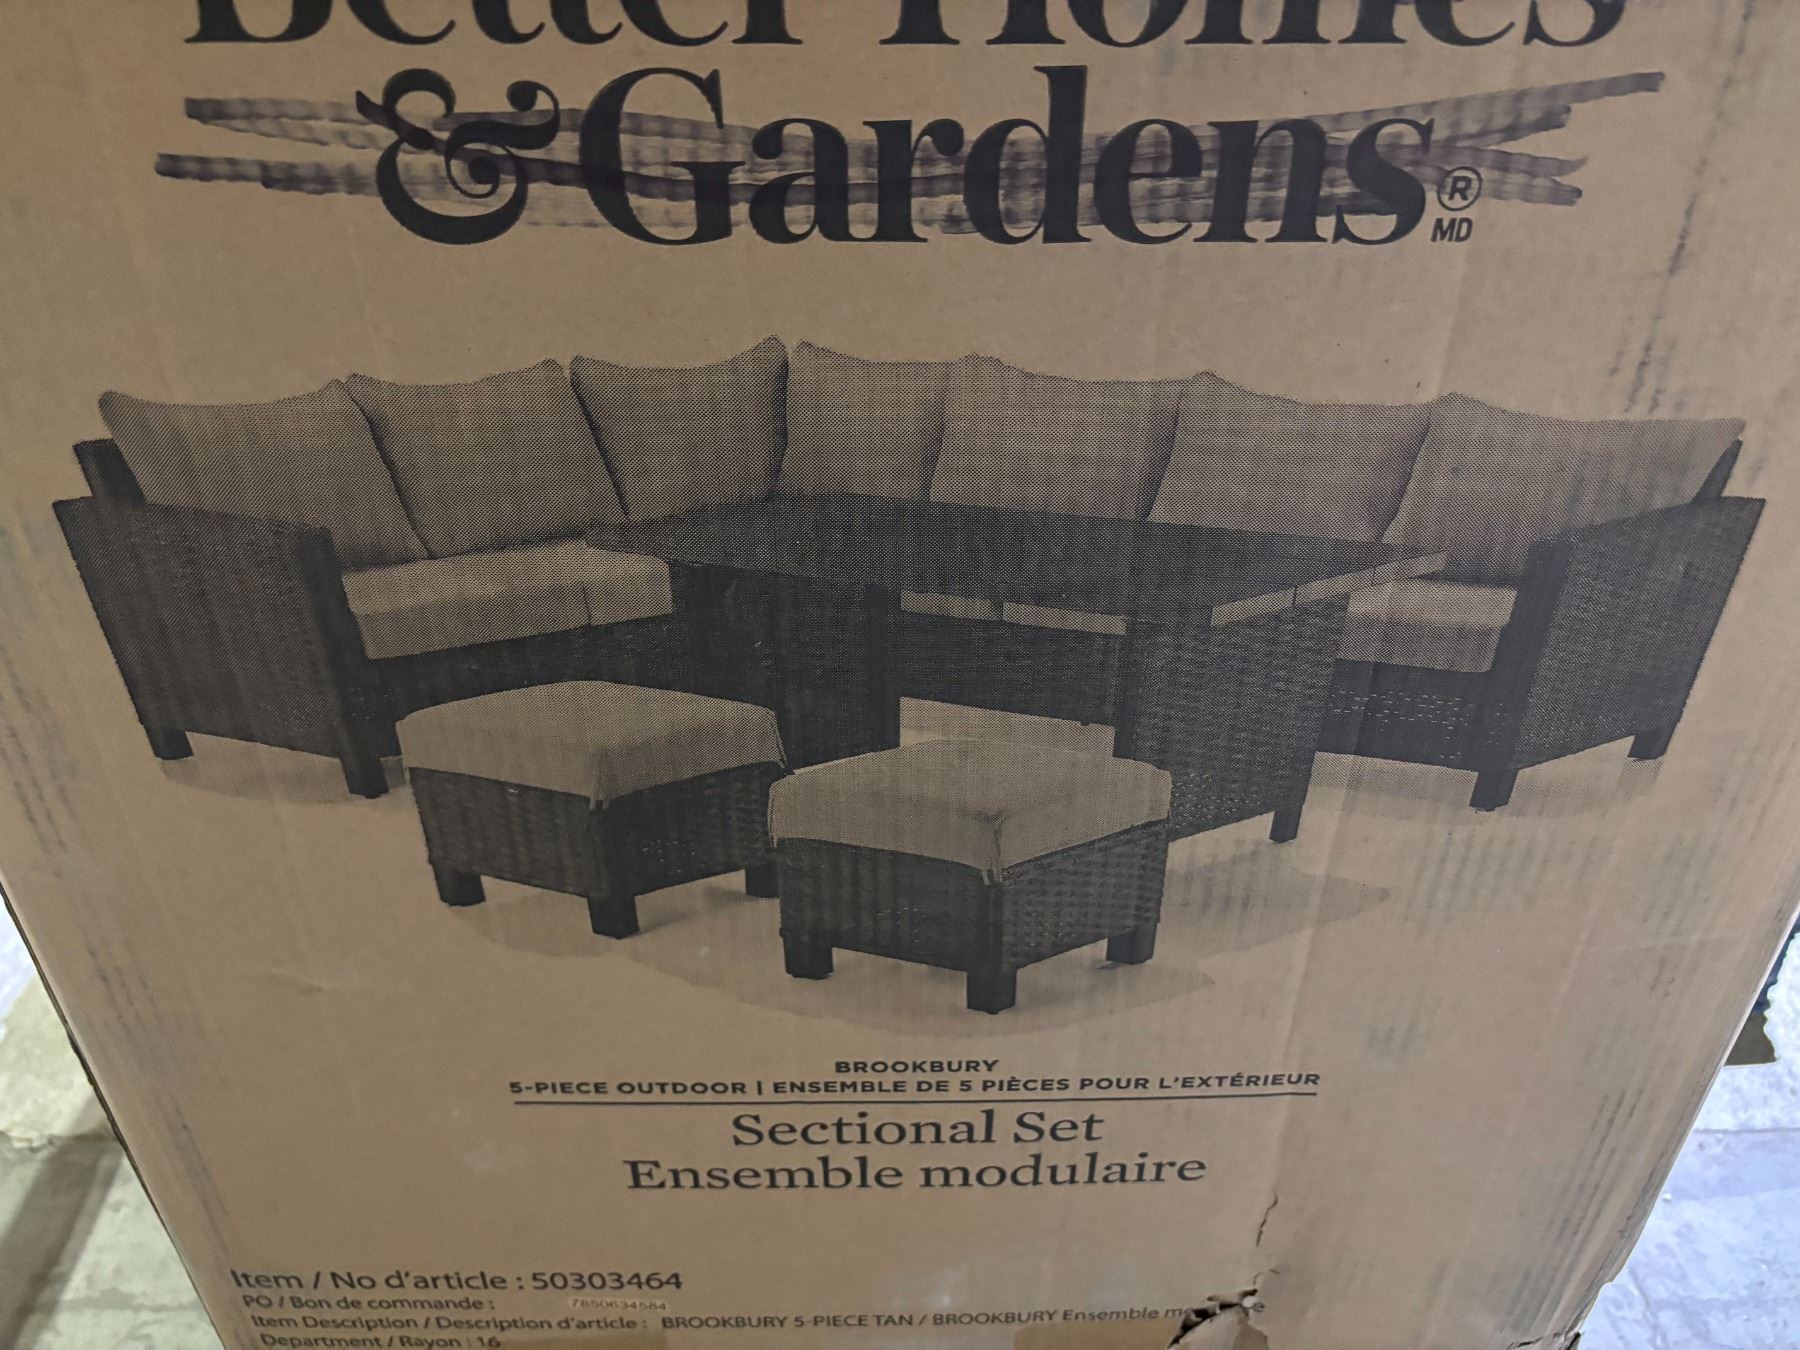 Better Homes
& Gardens®
MD
BROOKBURY
5-PIECE OUTDOOR | ENSEMBLE DE 5 PIÈCES POUR L'EXTÉRIEUR
Sectional Set
Ensemble modulaire
Item / No d'article : 50303464
PO / Bon de commande : 7850634584
Item Description / Description d'article : BROOKBURY 5-PIECE TAN / BROOKBURY Ensemble
Department / Rayon : 16